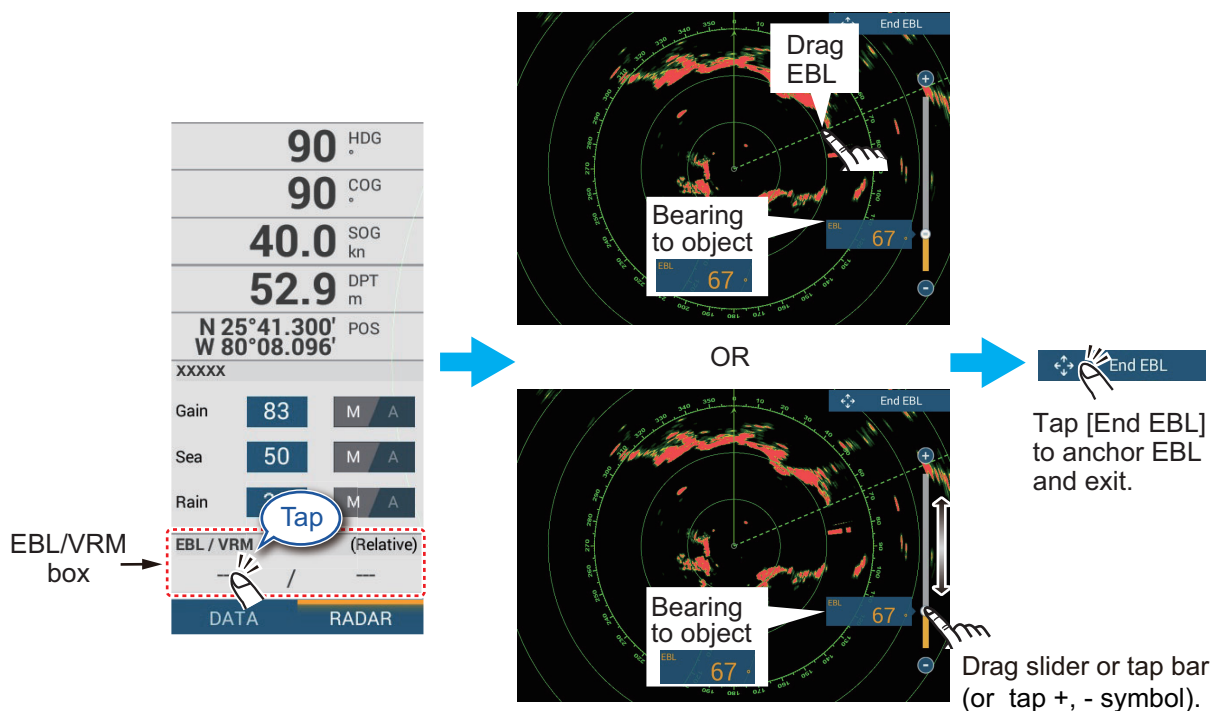 90 HDG °
90 COG °
40.0 SOG kn
52.9 DPT m
N 25°41.300' POS
W 80°08.096'
XXXXX
Gain 83 M / A
Sea 50 M / A
Rain M / A
Tap
EBL / VRM (Relative)
/ ---
DATA RADAR
EBL/VRM
box
End EBL
Drag
EBL
Bearing
to object
EBL
67 °
EBL
67 °
OR
End EBL
Bearing
to object
EBL
67 °
EBL
67 °
Drag slider or tap bar
(or tap +, - symbol).
End EBL
Tap [End EBL]
to anchor EBL
and exit.